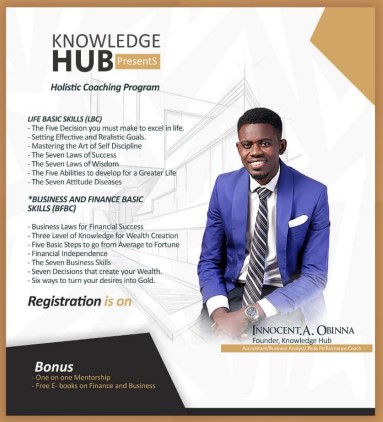 KNOWLEDGE
HUB PresentS
Holistic Coaching Program
LIFE BASIC SKILLS (LBC)
- The Five Decision you must make to excel in life.
- Setting Effective and Realistic Goals.
- Mastering the Art of Self Discipline
- The Seven Laws of Success
- The Seven Laws of Wisdom
- The Five Abilities to develop for a Greater Life
- The Seven Attitude Diseases
*BUSINESS AND FINANCE BASIC
SKILLS (BFBC)
- Business Laws for Financial Success
- Three Level of Knowledge for Wealth Creation
- Five Basic Steps to go from Average to Fortune
- Financial Independence
- The Seven Business Skills
- Seven Decisions that create your Wealth.
- Six ways to turn your desires into Gold.
Registration is on
INNOCENT, A. OBINNA
Founder, Knowledge Hub
Accountant/Business Analyst/ Peak Performance Coach
Bonus
- One on one Mentorship
- Free E- books on Finance and Business